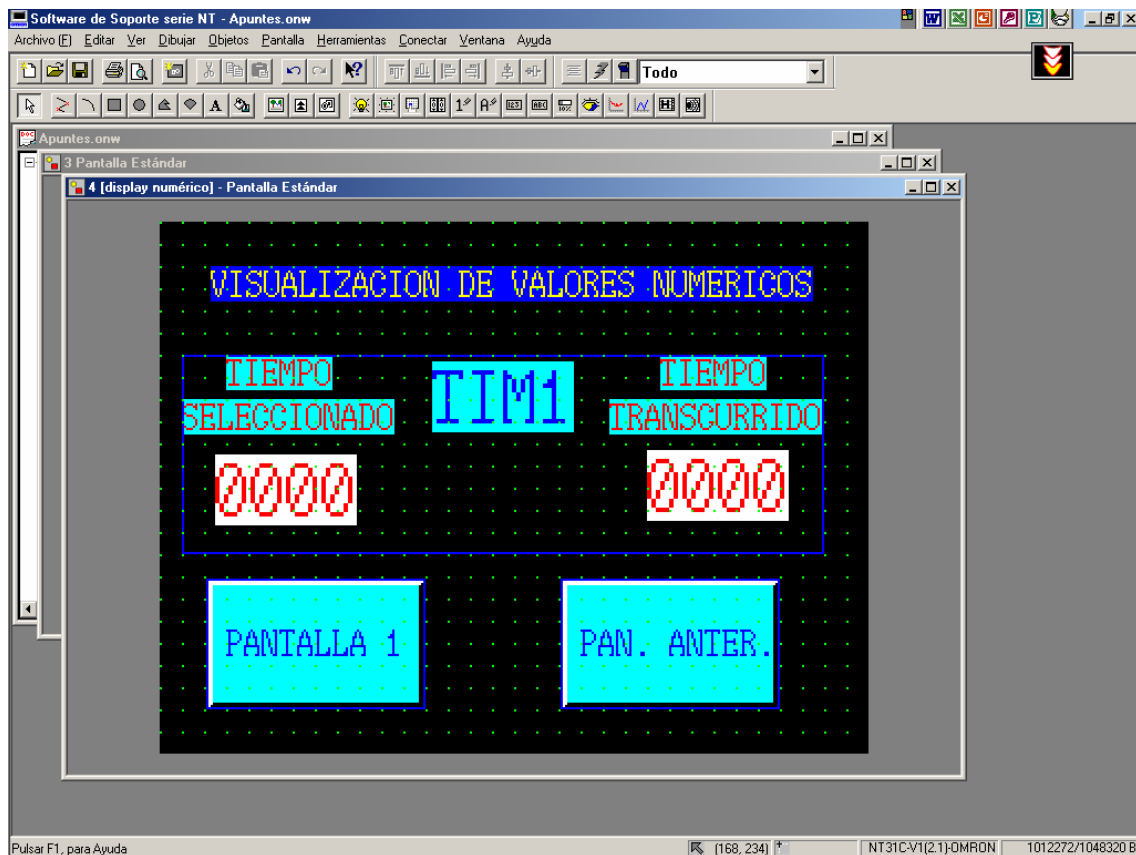 Software de Soporte serie NT - Apuntes.onw
Archivo (F) Editar Ver Dibujar Objetos Pantalla Herramientas Conectar Ventana Ayuda
Todo
Apuntes.onw
3 Pantalla Estándar
4 [display numérico] - Pantalla Estándar
VISUALIZACION DE VALORES NUMERICOS
TIEMPO TIM1 TIEMPO
SELECCIONADO TRANSCURRIDO
0000 0000
PANTALLA 1 PAN. ANTER.
Pulsar F1, para Ayuda (168, 234) NT31C-V1(2.1)-OMRON 1012272/1048320 B